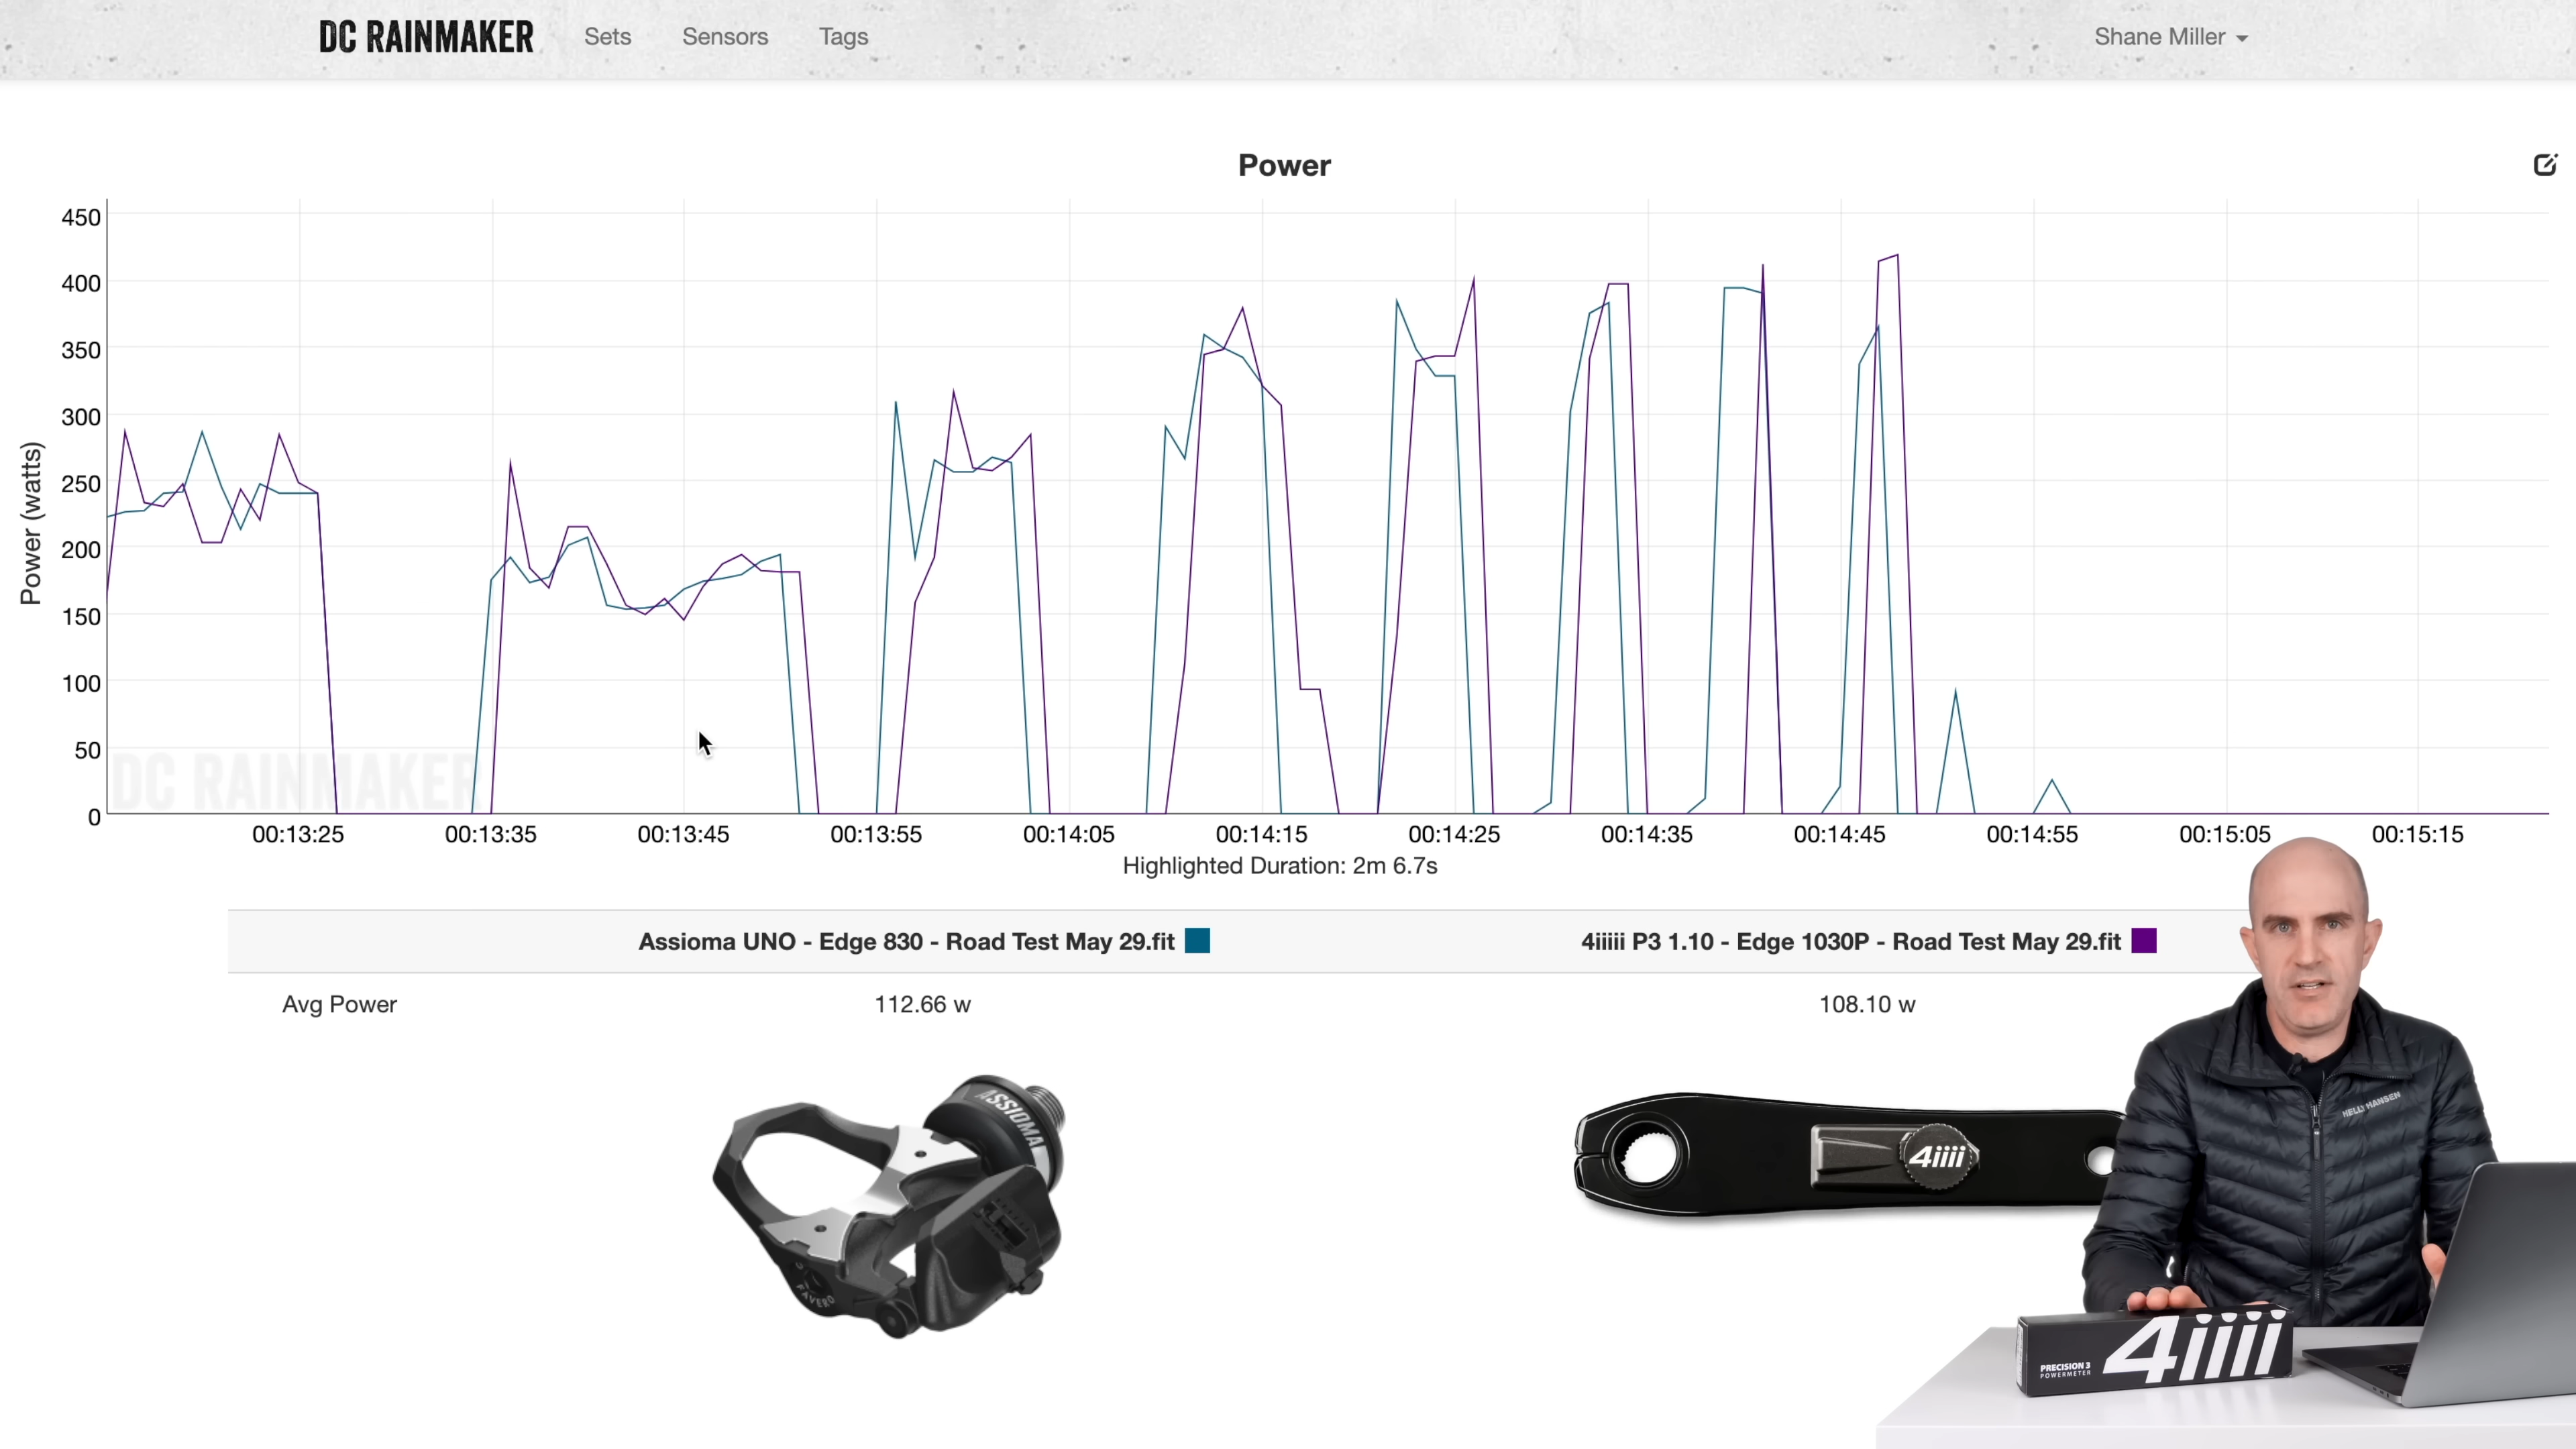 DC RAINMAKER Sets Sensors Tags Shane Miller
Power
450
400
350
300
250
200
150
100
50
0
Power (watts)
DC RAINMAKER
00:13:25 00:13:35 00:13:45 00:13:55 00:14:05 00:14:15 00:14:25 00:14:35 00:14:45 00:14:55 00:15:05 00:15:15
Highlighted Duration: 2m 6.7s
Assioma UNO - Edge 830 - Road Test May 29.fit 4iiiii P3 1.10 - Edge 1030P - Road Test May 29.fit
Avg Power 112.66 w 108.10 w
ASSIOMA
FAVERO
4iiii
HELLY HANSEN
PRECISION 3
POWERMETER
4iiii